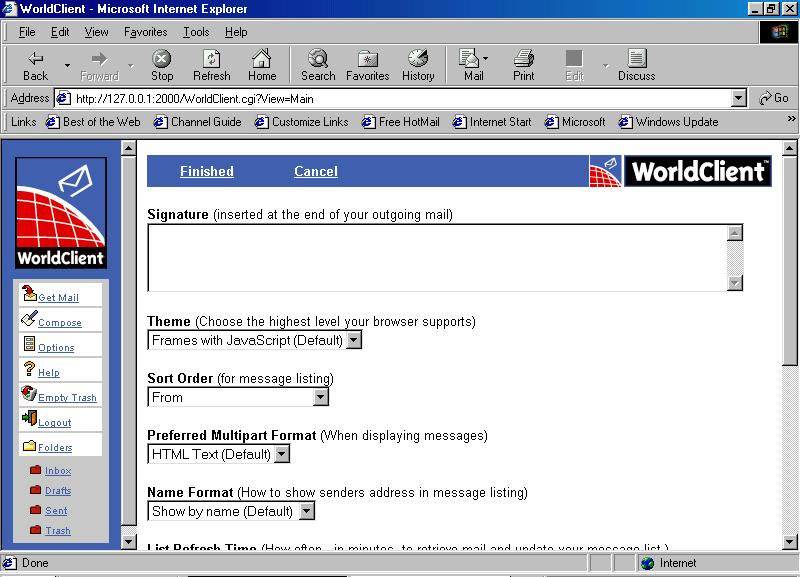 WorldClient - Microsoft Internet Explorer
File Edit View Favorites Tools Help
Back Forward Stop Refresh Home Search Favorites History Mail Print Edit Discuss
Address http://127.0.0.1:2000/WorldClient.cgi?View=Main Go
Links Best of the Web Channel Guide Customize Links Free HotMail Internet Start Microsoft Windows Update »
WorldClient
Get Mail
Compose
Options
Help
Empty Trash
Logout
Folders
Inbox
Drafts
Sent
Trash
Finished Cancel WorldClient™
Signature (inserted at the end of your outgoing mail)
Theme (Choose the highest level your browser supports)
Frames with JavaScript (Default)
Sort Order (for message listing)
From
Preferred Multipart Format (When displaying messages)
HTML Text (Default)
Name Format (How to show senders address in message listing)
Show by name (Default)
List Refresh Time (How often - in minutes, to retrieve mail and update your message list.)
Done Internet